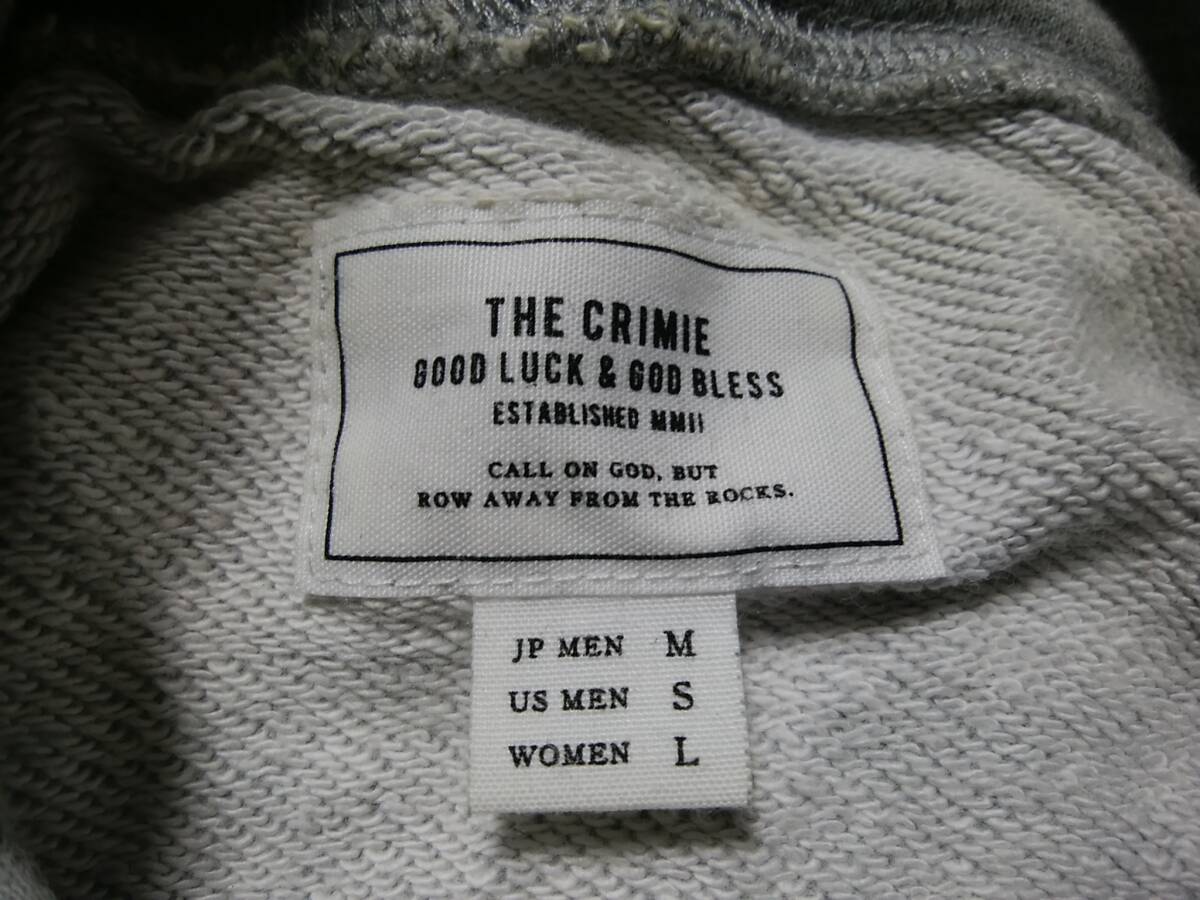 THE CRIMIE
GOOD LUCK & GOD BLESS
ESTABLISHED MMII
CALL ON GOD, BUT
ROW AWAY FROM THE ROCKS.
JP MEN M
US MEN S
WOMEN L